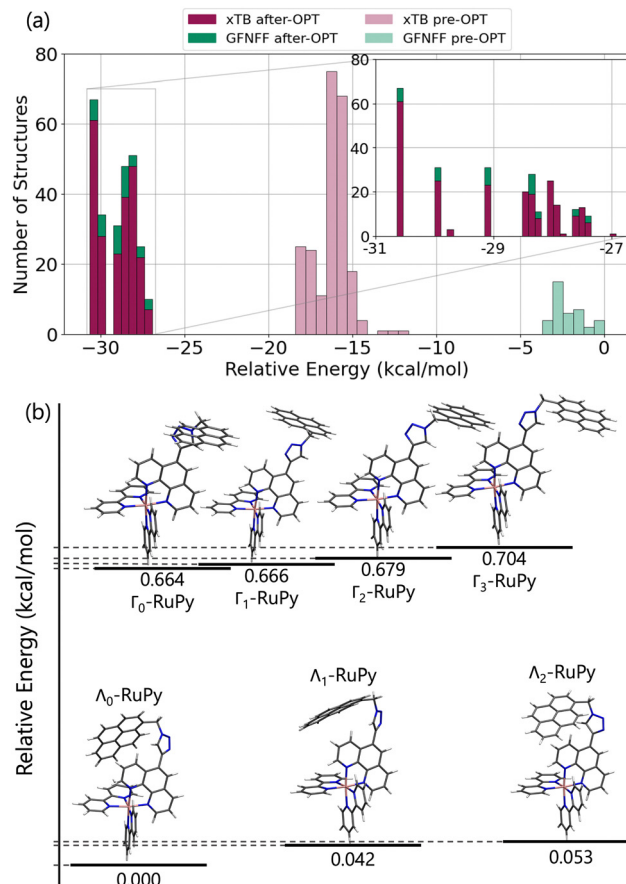 xTB after-OPT xTB pre-OPT
GFNFF after-OPT GFNFF pre-OPT
(a)
Number of Structures
80
60
40
20
0
−30 −25 −20 −15 −10 −5 0
Relative Energy (kcal/mol)
80
60
40
20
0
-31 -29 -27
(b)
Relative Energy (kcal/mol)
0.664 0.666 0.679 0.704
Γ0-RuPy Γ1-RuPy Γ2-RuPy Γ3-RuPy
Λ0-RuPy Λ1-RuPy Λ2-RuPy
0.000 0.042 0.053